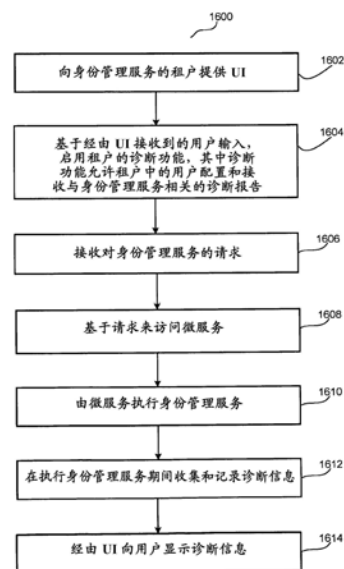 1600
向身份管理服务的租户提供 UI
1602
基于经由 UI 接收到的用户输入，
启用租户的诊断功能，其中诊断
功能允许租户中的用户配置和接
收与身份管理服务相关的诊断报告
1604
接收对身份管理服务的请求
1606
基于请求来访问微服务
1608
由微服务执行身份管理服务
1610
在执行身份管理服务期间收集和记录诊断信息
1612
经由 UI 向用户显示诊断信息
1614